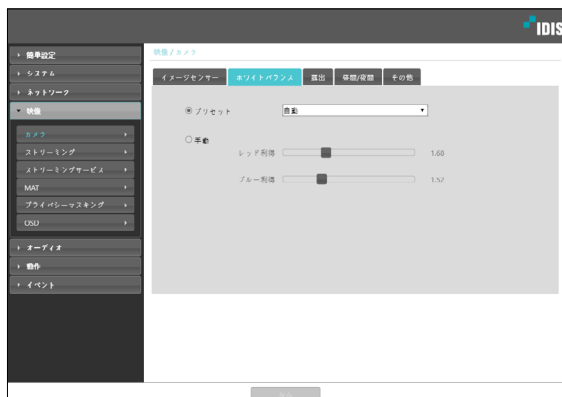 IDIS
簡単設定
システム
ネットワーク
映像
カメラ
ストリーミング
ストリーミングサービス
MAT
プライバシーマスキング
OSD
オーディオ
動作
イベント
映像 / カメラ
イメージセンサー ホワイトバランス 露出 昼間/夜間 その他
プリセット 自動
手動
レッド利得 1.60
ブルー利得 1.52